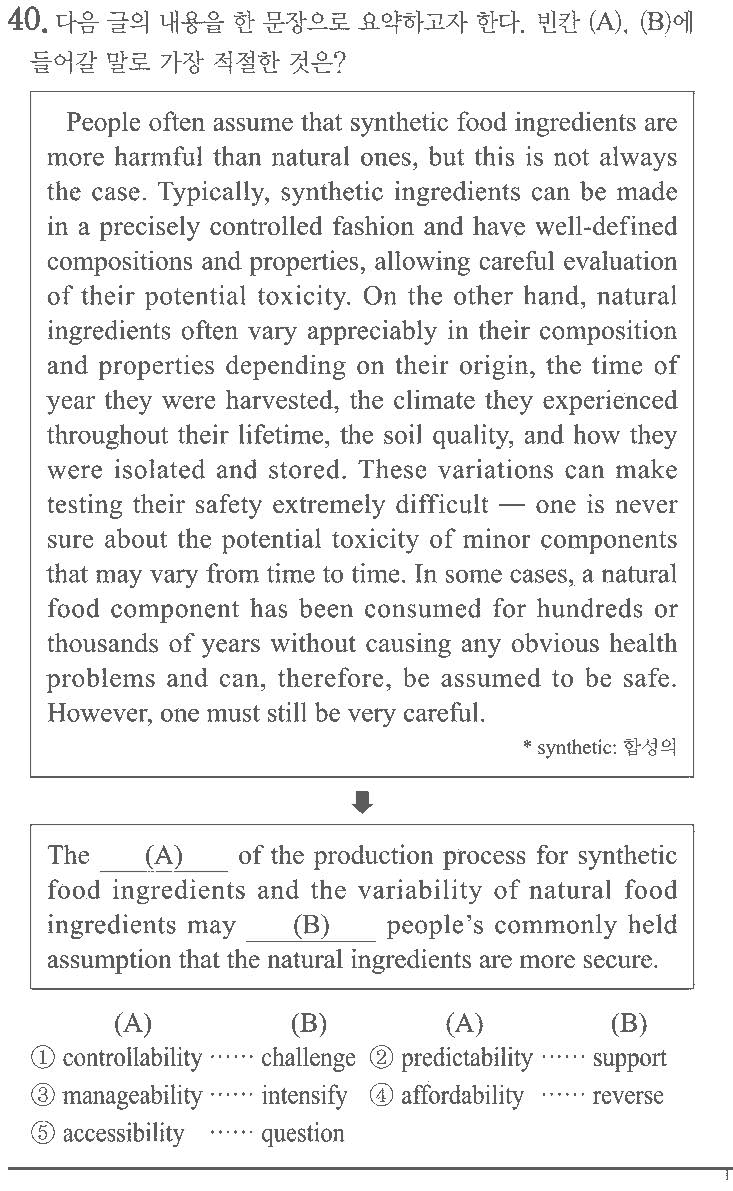 40. 다음 글의 내용을 한 문장으로 요약하고자 한다. 빈칸 (A), (B)에
들어갈 말로 가장 적절한 것은?
People often assume that synthetic food ingredients are
more harmful than natural ones, but this is not always
the case. Typically, synthetic ingredients can be made
in a precisely controlled fashion and have well-defined
compositions and properties, allowing careful evaluation
of their potential toxicity. On the other hand, natural
ingredients often vary appreciably in their composition
and properties depending on their origin, the time of
year they were harvested, the climate they experienced
throughout their lifetime, the soil quality, and how they
were isolated and stored. These variations can make
testing their safety extremely difficult — one is never
sure about the potential toxicity of minor components
that may vary from time to time. In some cases, a natural
food component has been consumed for hundreds or
thousands of years without causing any obvious health
problems and can, therefore, be assumed to be safe.
However, one must still be very careful.
* synthetic: 합성의
The (A) of the production process for synthetic
food ingredients and the variability of natural food
ingredients may (B) people's commonly held
assumption that the natural ingredients are more secure.
(A) (B) (A) (B)
① controllability …… challenge ② predictability …… support
③ manageability …… intensify ④ affordability …… reverse
⑤ accessibility …… question